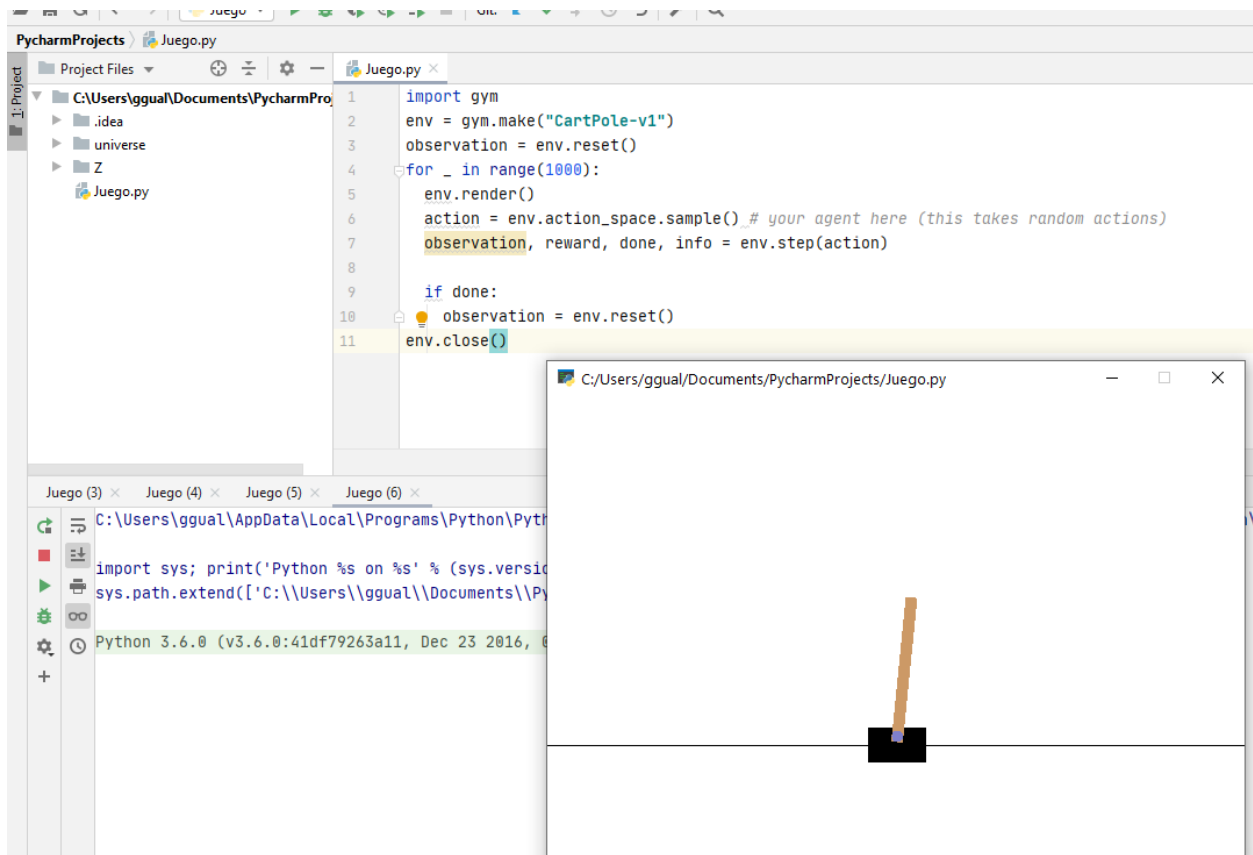 Juego
Git:
PycharmProjects Juego.py
1: Project
Project Files
Juego.py
C:\Users\ggual\Documents\PycharmProj
.idea
universe
Z
Juego.py
1 import gym
2 env = gym.make("CartPole-v1")
3 observation = env.reset()
4 for _ in range(1000):
5 env.render()
6 action = env.action_space.sample() # your agent here (this takes random actions)
7 observation, reward, done, info = env.step(action)
8
9 if done:
10 observation = env.reset()
11 env.close()
C:/Users/ggual/Documents/PycharmProjects/Juego.py
Juego (3) Juego (4) Juego (5) Juego (6)
C:\Users\ggual\AppData\Local\Programs\Python\Pyth
import sys; print('Python %s on %s' % (sys.versio
sys.path.extend(['C:\\Users\\ggual\\Documents\\Py
Python 3.6.0 (v3.6.0:41df79263a11, Dec 23 2016, 0